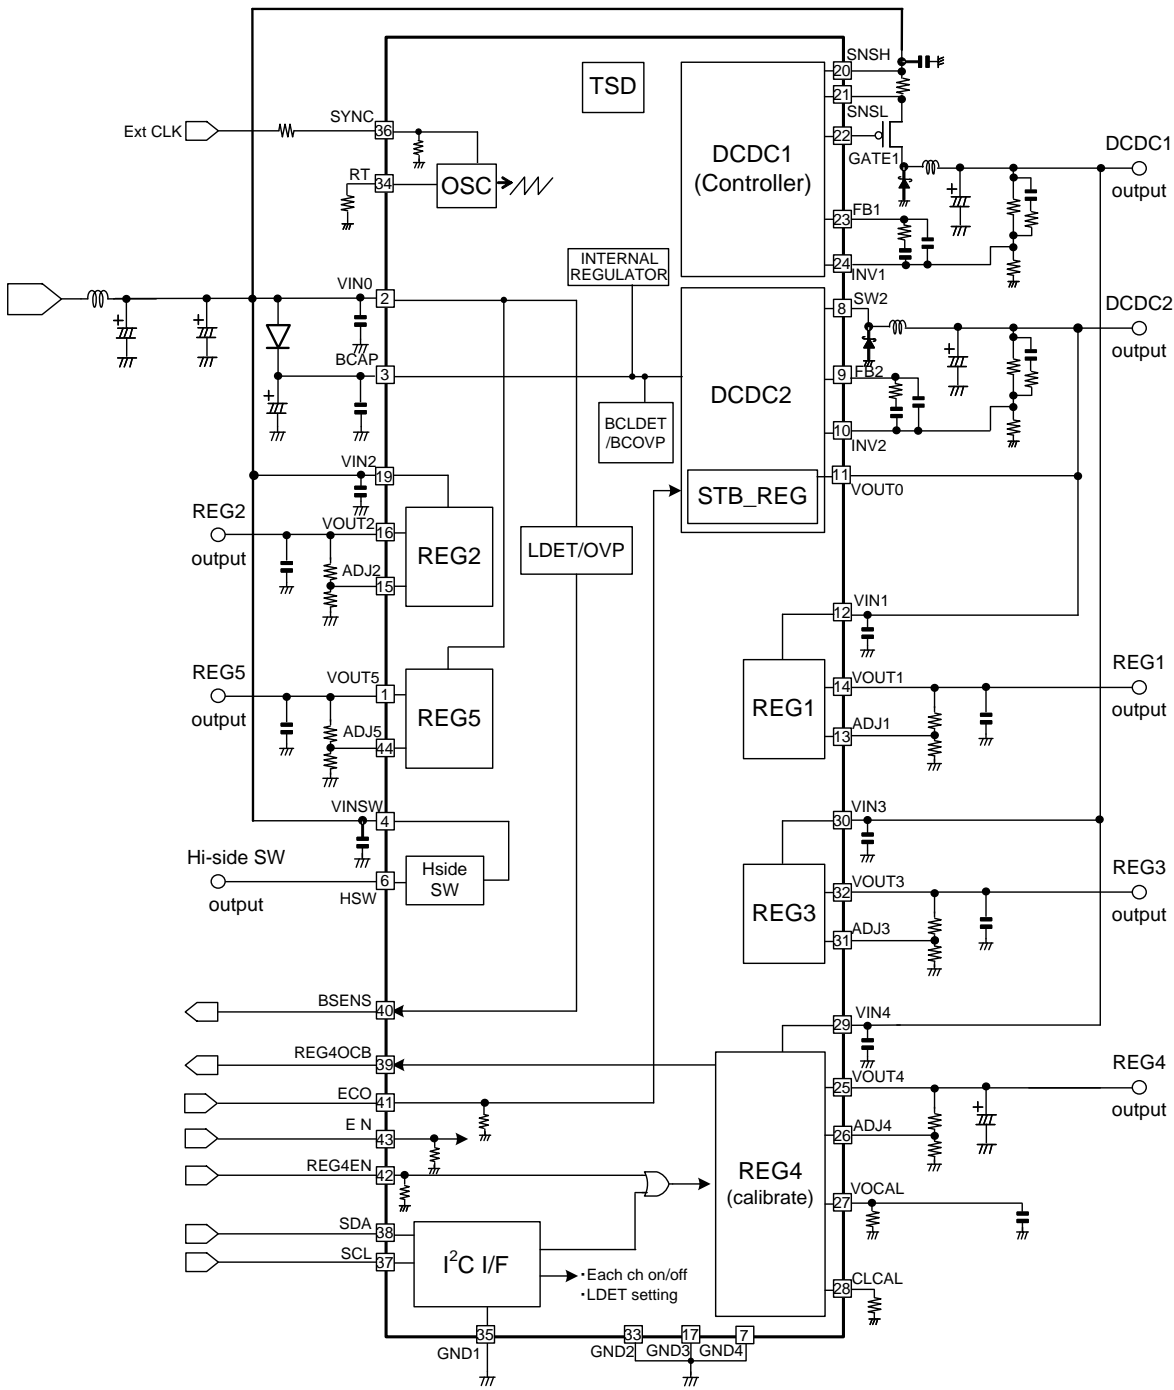 SNSH
20
TSD
21
SYNC
SNSL
Ext CLK
36
22
DCDC1
(Controller)
GATE1
DCDC1
output
RT
34
OSC
+
FB1
23
INTERNAL
REGULATOR
24
INV1
VIN0
2
SW2
8
DCDC2
output
+
+
+
BCAP
3
9
FB2
DCDC2
+
BCLDET
/BCOVP
10
INV2
VIN2
19
11
VOUT0
STB_REG
REG2
output
VOUT2
16
REG2
LDET/OVP
ADJ2
15
VIN1
12
REG5
output
VOUT5
1
REG5
REG1
VOUT1
14
REG1
output
ADJ5
44
ADJ1
13
VINSW
4
VIN3
30
Hi-side SW
output
6
HSW
Hside
SW
REG3
VOUT3
32
REG3
output
ADJ3
31
BSENS
40
VIN4
29
REG4OCB
39
VOUT4
25
REG4
output
ECO
41
+
E N
43
ADJ4
26
REG4EN
42
REG4
(calibrate)
VOCAL
27
SDA
38
SCL
37
I²C I/F
・Each ch on/off
・LDET setting
CLCAL
28
35
GND1
33
GND2
17
GND3
7
GND4